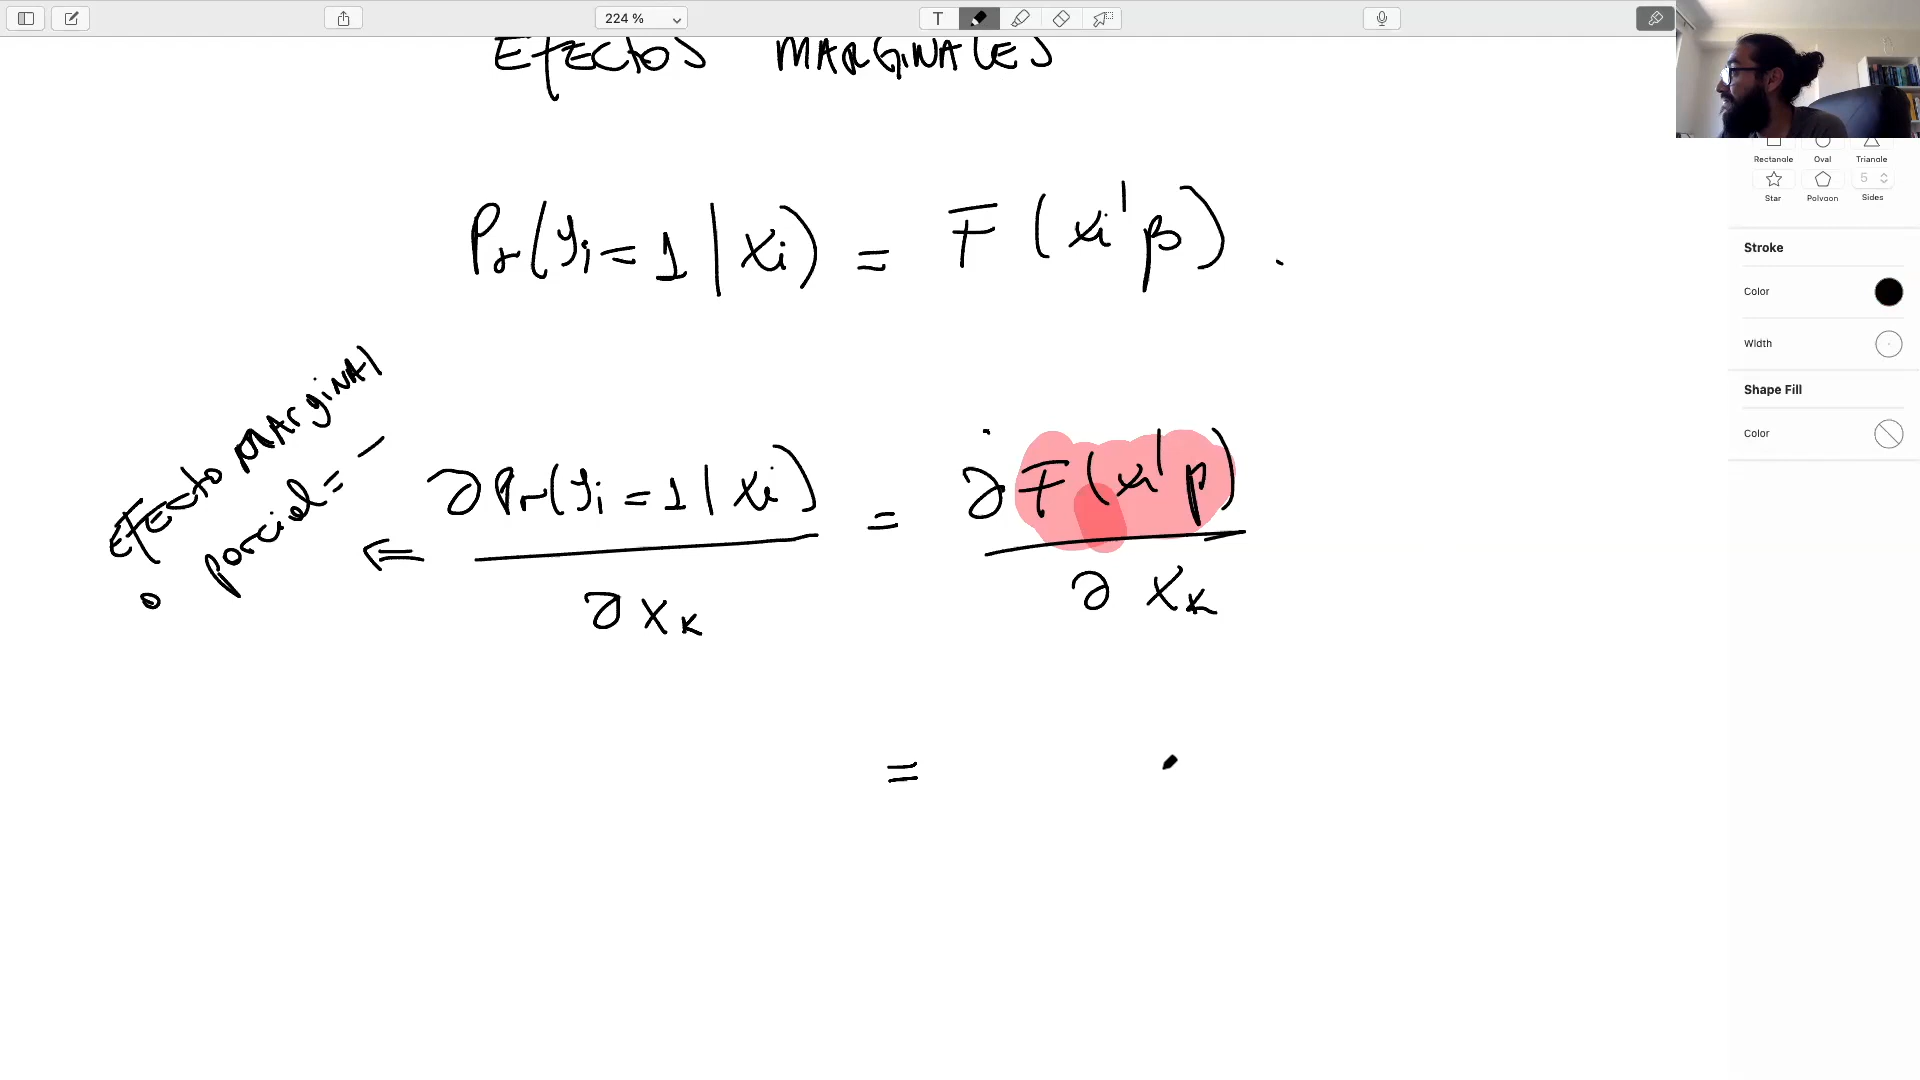 224 %
T
EfECtOS MARGINALES
Pr(yi = 1 | Xi) = F (xi'β) .
Efecto Marginal
o parcial =
∂Pr(yi = 1 | Xi) = ∂F(xi'β)
∂Xk ∂ Xk
=
Rectangle Oval Triangle
5
Star Polygon Sides
Stroke
Color
Width
Shape Fill
Color